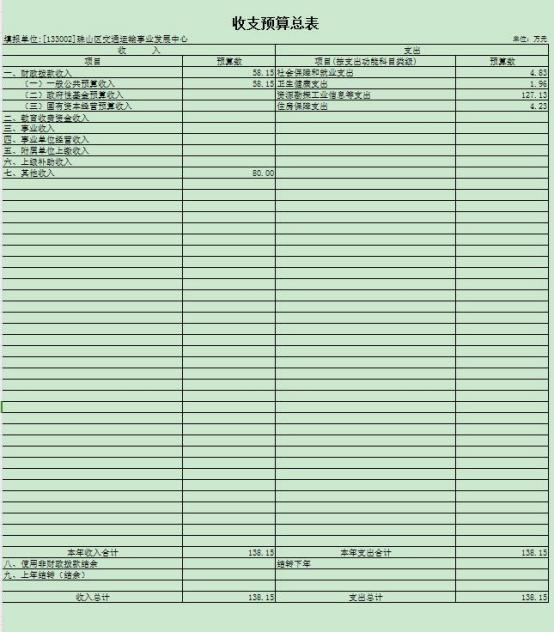 收支预算总表
填报单位:[133002]珠山区交通运输事业发展中心 单位: 万元
收 入 支出
项目 预算数 项目(按支出功能科目类级) 预算数
一、财政拨款收入 58.15 社会保障和就业支出 4.83
（一）一般公共预算收入 58.15 卫生健康支出 1.96
（二）政府性基金预算收入 资源勘探工业信息等支出 127.13
（三）国有资本经营预算收入 住房保障支出 4.23
二、教育收费资金收入
三、事业收入
四、事业单位经营收入
五、附属单位上缴收入
六、上级补助收入
七、其他收入 80.00
本年收入合计 138.15 本年支出合计 138.15
八、使用非财政拨款结余 结转下年
九、上年结转（结余）
收入总计 138.15 支出总计 138.15